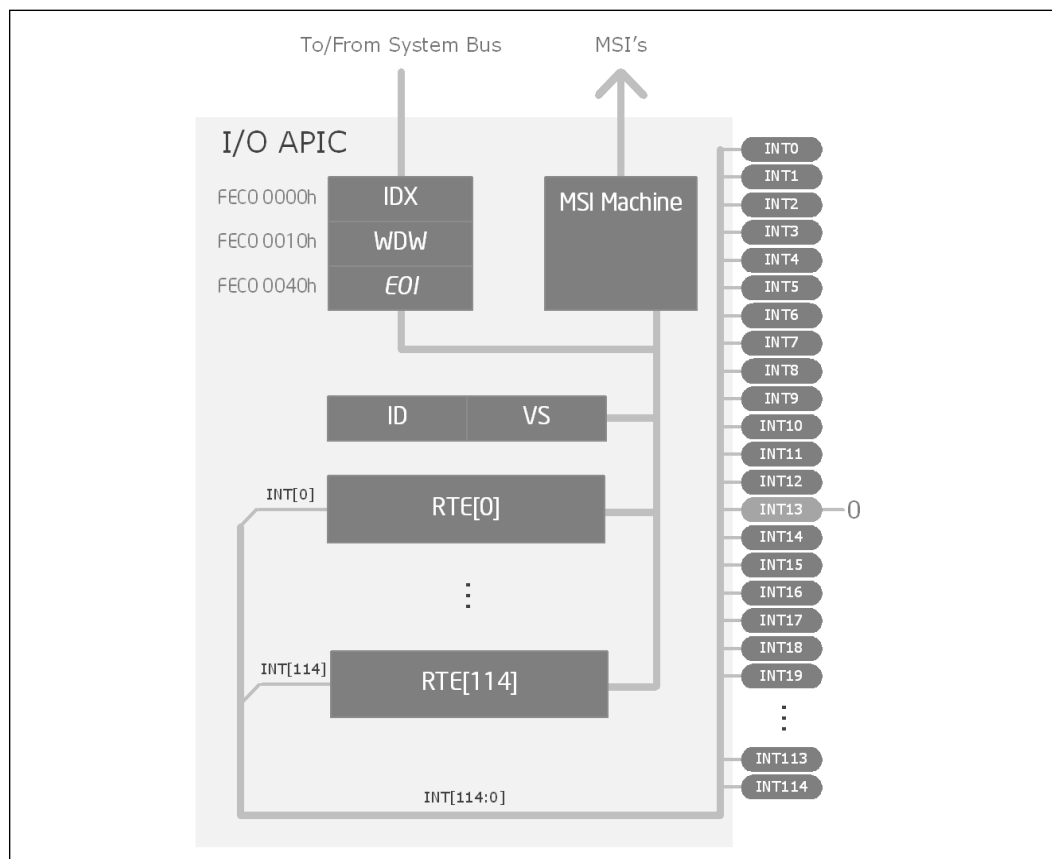 To/From System Bus
MSI's
I/O APIC
FEC0 0000h
IDX
FEC0 0010h
WDW
FEC0 0040h
EOI
MSI Machine
ID
VS
INT[0]
RTE[0]
INT[114]
RTE[114]
INT[114:0]
INT0
INT1
INT2
INT3
INT4
INT5
INT6
INT7
INT8
INT9
INT10
INT11
INT12
INT13
0
INT14
INT15
INT16
INT17
INT18
INT19
INT113
INT114